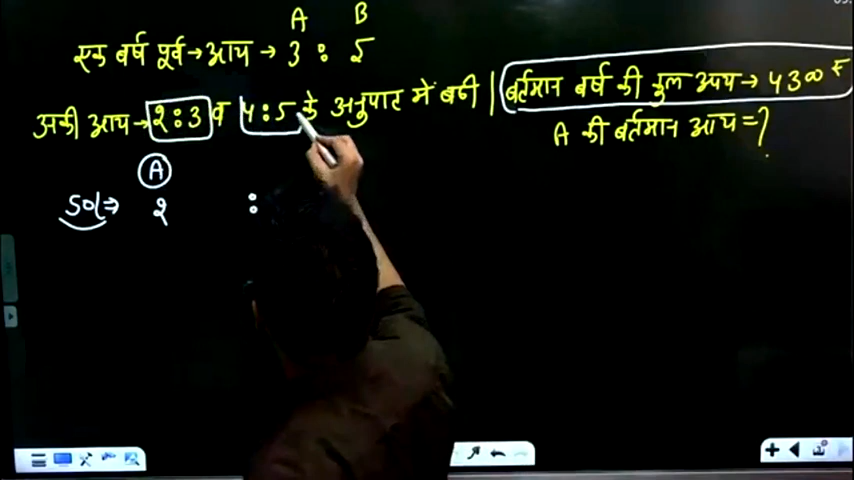 A B
एक वर्ष पूर्व → आय → 3 : 5
उनकी आय → 2 : 3 व 4 : 5 के अनुपात में बढ़ी | वर्तमान वर्ष की कुल आय → 4300 ₹
A की वर्तमान आय = ?
A
Sol → 2 :